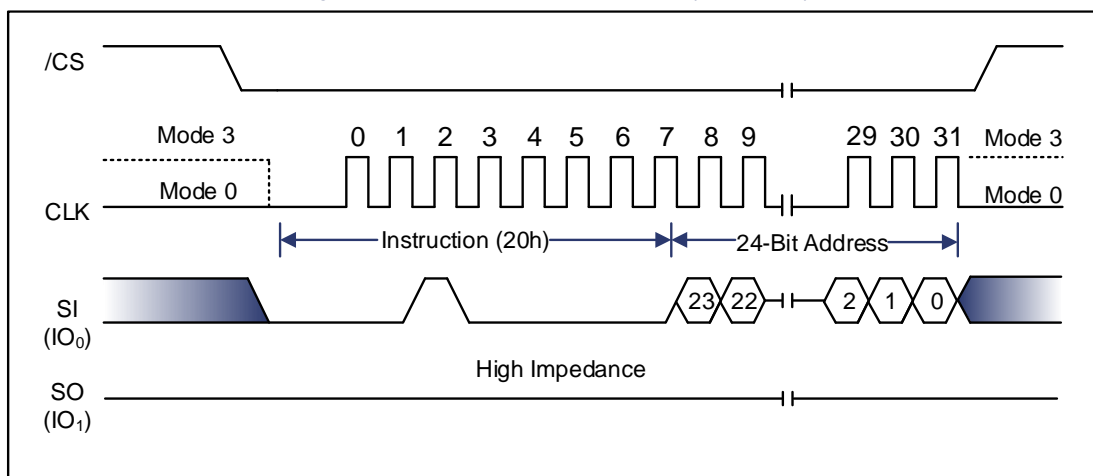 /CS
Mode 3
0 1 2 3 4 5 6 7 8 9 29 30 31
Mode 3
Mode 0
Mode 0
CLK
Instruction (20h)
24-Bit Address
SI
(IO0)
23 22 2 1 0
High Impedance
SO
(IO1)